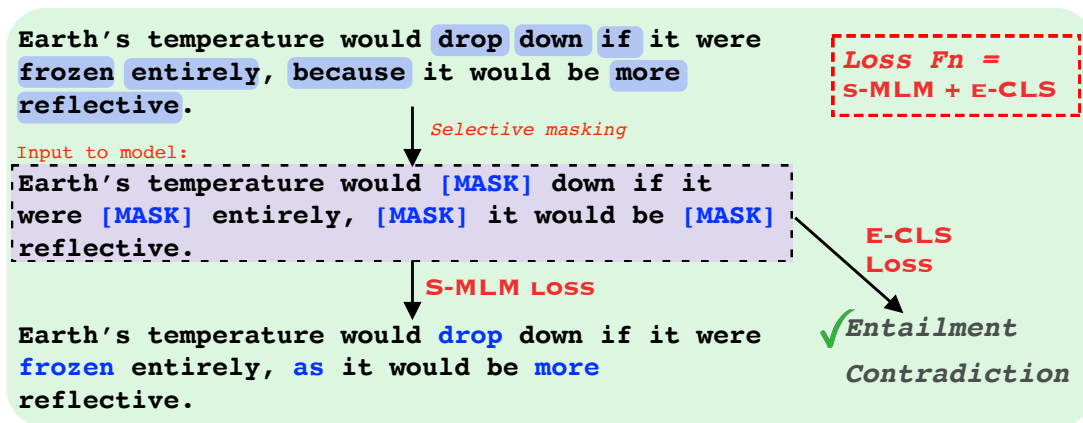 Earth’s temperature would drop down if it were
frozen entirely, because it would be more
reflective.
Loss Fn =
S-MLM + E-CLS
Selective masking
Input to model:
Earth’s temperature would [MASK] down if it
were [MASK] entirely, [MASK] it would be [MASK]
reflective.
E-CLS
Loss
S-MLM LOSS
Earth’s temperature would drop down if it were
frozen entirely, as it would be more
reflective.
✓Entailment
Contradiction